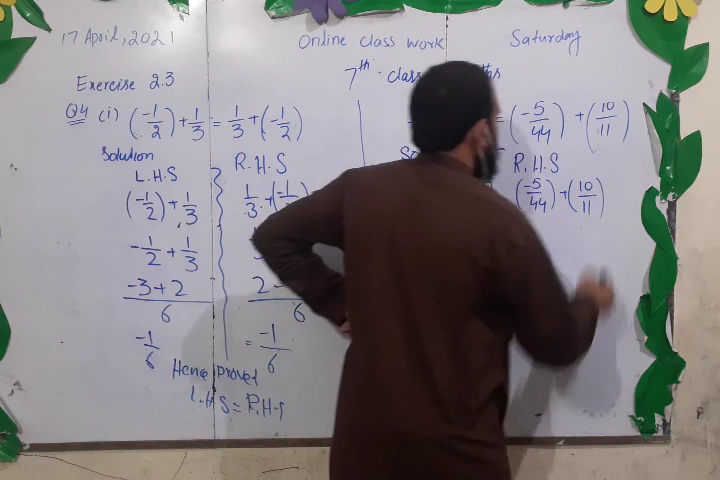 17 April, 2021 Online class work Saturday
7th class
Exercise 2.3
Q4 (i) (-1/2) + 1/3 = 1/3 + (-1/2)
Solution
L.H.S
(-1/2) + 1/3
-1/2 + 1/3
-3+2/6
-1/6
R.H.S
1/3 + (-1/2
2-/6
= -1/6
Hence Proved
L.H.S = R.H.S
= (-5/44) + (10/11)
R.H.S
(-5/44) + (10/11)